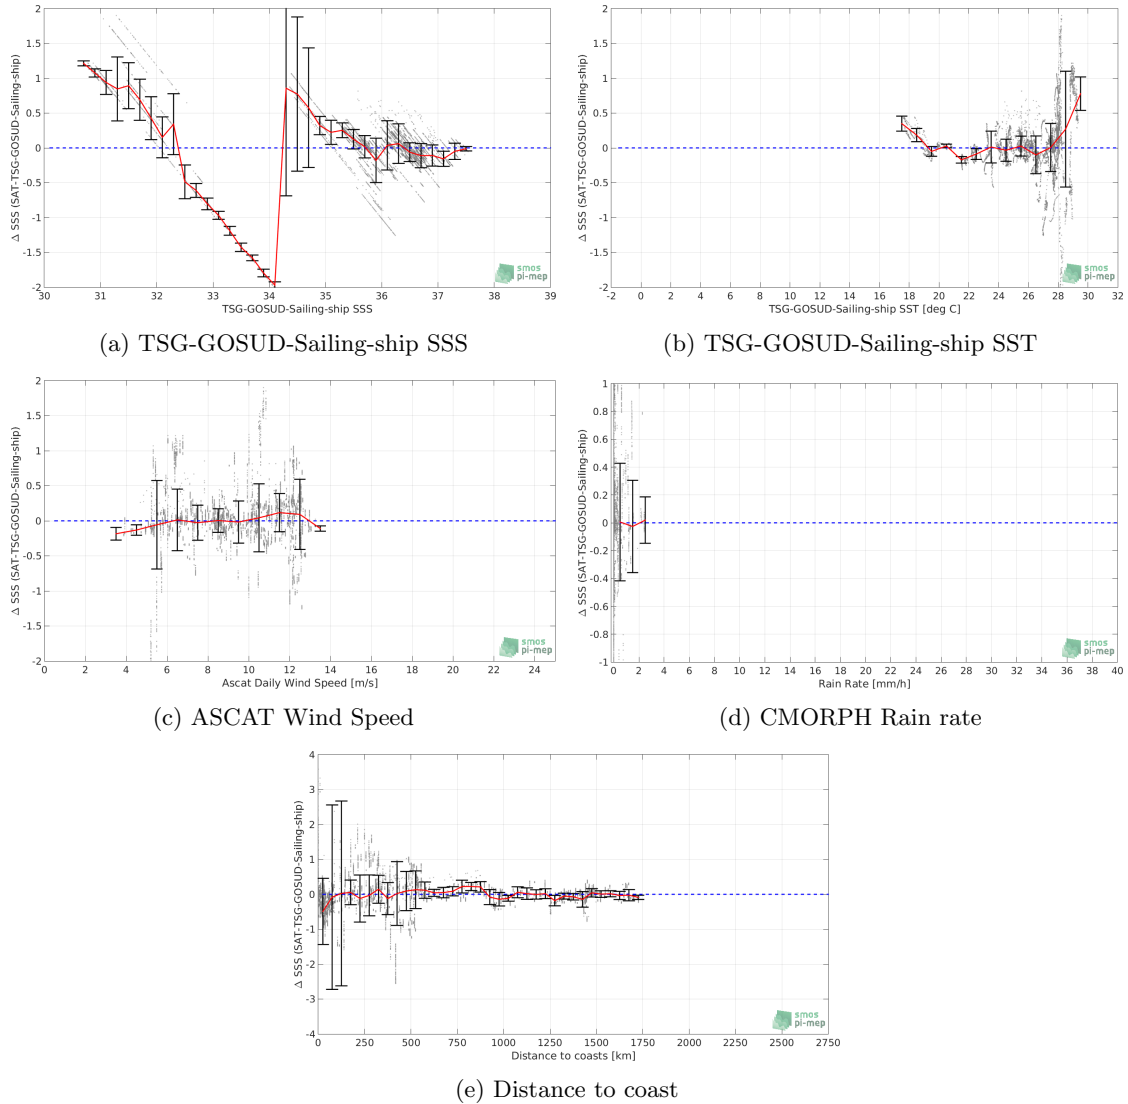 2
1.5
1
0.5
0
-0.5
-1
-1.5
-2
Δ SSS (SAT-TSG-GOSUD-Sailing-ship)
30 31 32 33 34 35 36 37 38 39
TSG-GOSUD-Sailing-ship SSS
smos
pi-mep
(a) TSG-GOSUD-Sailing-ship SSS
2
1.5
1
0.5
0
-0.5
-1
-1.5
-2
Δ SSS (SAT-TSG-GOSUD-Sailing-ship)
-2 0 2 4 6 8 10 12 14 16 18 20 22 24 26 28 30 32
TSG-GOSUD-Sailing-ship SST [deg C]
smos
pi-mep
(b) TSG-GOSUD-Sailing-ship SST
2
1.5
1
0.5
0
-0.5
-1
-1.5
-2
Δ SSS (SAT-TSG-GOSUD-Sailing-ship)
0 2 4 6 8 10 12 14 16 18 20 22 24
Ascat Daily Wind Speed [m/s]
smos
pi-mep
(c) ASCAT Wind Speed
1
0.8
0.6
0.4
0.2
0
-0.2
-0.4
-0.6
-0.8
-1
Δ SSS (SAT-TSG-GOSUD-Sailing-ship)
0 2 4 6 8 10 12 14 16 18 20 22 24 26 28 30 32 34 36 38 40
Rain Rate [mm/h]
smos
pi-mep
(d) CMORPH Rain rate
4
3
2
1
0
-1
-2
-3
-4
Δ SSS (SAT-TSG-GOSUD-Sailing-ship)
0 250 500 750 1000 1250 1500 1750 2000 2250 2500 2750
Distance to coasts [km]
smos
pi-mep
(e) Distance to coast